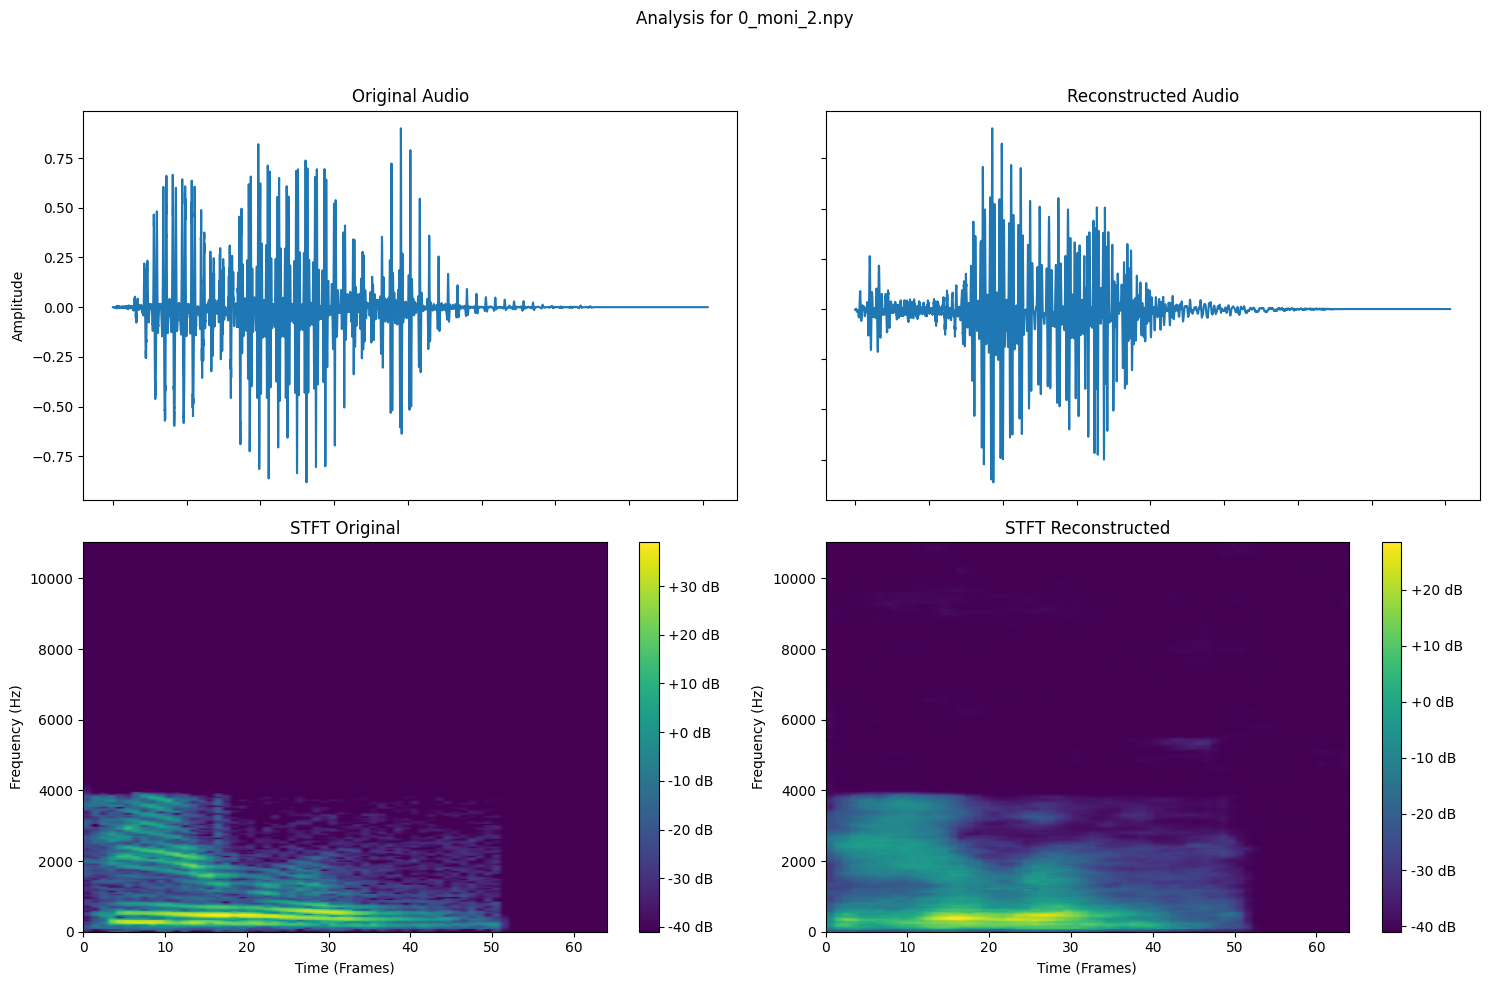 Analysis for 0_moni_2.npy
Original Audio
Amplitude
0.75
0.50
0.25
0.00
−0.25
−0.50
−0.75
Reconstructed Audio
STFT Original
Frequency (Hz)
10000
8000
6000
4000
2000
0
0 10 20 30 40 50 60
Time (Frames)
+30 dB
+20 dB
+10 dB
+0 dB
-10 dB
-20 dB
-30 dB
-40 dB
STFT Reconstructed
Frequency (Hz)
10000
8000
6000
4000
2000
0
0 10 20 30 40 50 60
Time (Frames)
+20 dB
+10 dB
+0 dB
-10 dB
-20 dB
-30 dB
-40 dB